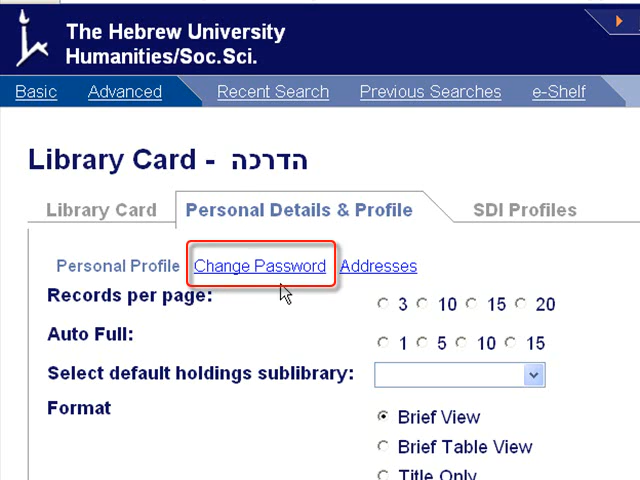 The Hebrew University
Humanities/Soc.Sci.
Basic Advanced Recent Search Previous Searches e-Shelf
Library Card - הדרכה
Library Card Personal Details & Profile SDI Profiles
Personal Profile Change Password Addresses
Records per page: 3 10 15 20
Auto Full: 1 5 10 15
Select default holdings sublibrary:
Format Brief View
Brief Table View
Title Only